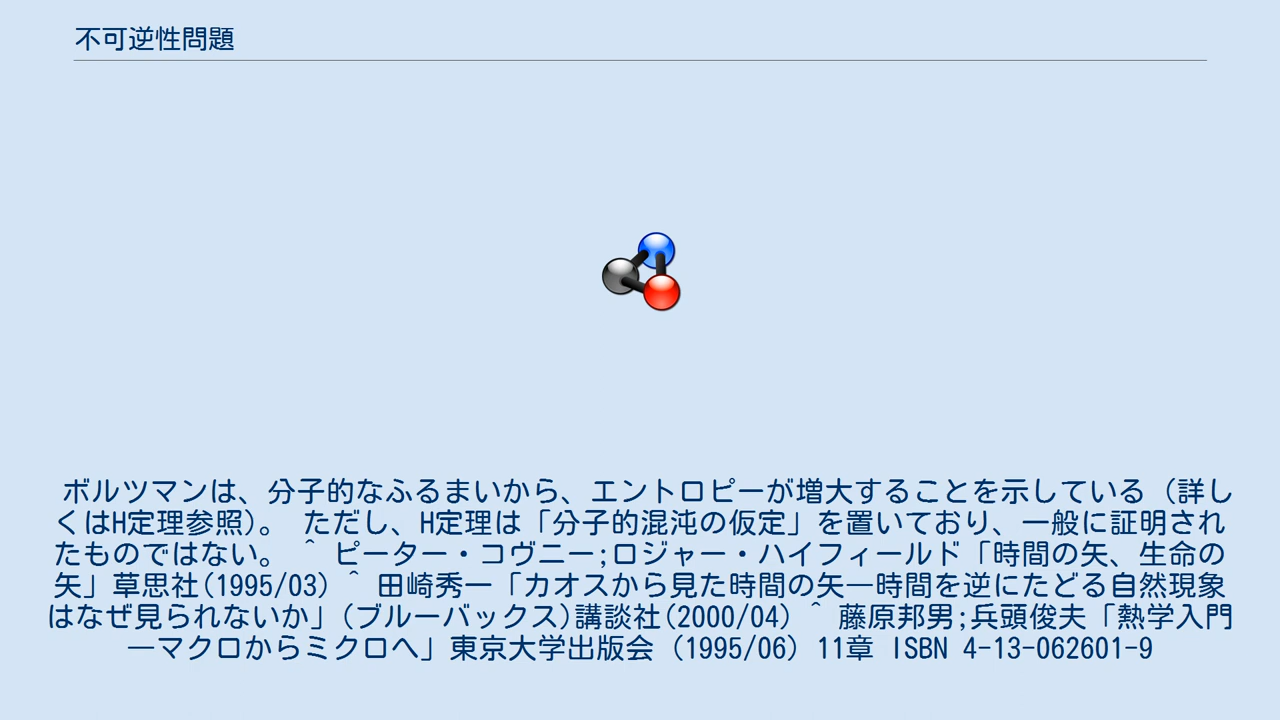 不可逆性問題
ボルツマンは、分子的なふるまいから、エントロピーが増大することを示している (詳し
くはH定理参照)。 ただし、H定理は「分子的混沌の仮定」を置いており、一般に証明され
たものではない。 ^ ピーター・コヴニー;ロジャー・ハイフィールド「時間の矢、生命の
矢」草思社(1995/03) ^ 田崎秀一「カオスから見た時間の矢―時間を逆にたどる自然現象
はなぜ見られないか」(ブルーバックス)講談社(2000/04) ^ 藤原邦男;兵頭俊夫「熱学入門
―マクロからミクロへ」東京大学出版会 (1995/06) 11章 ISBN 4-13-062601-9